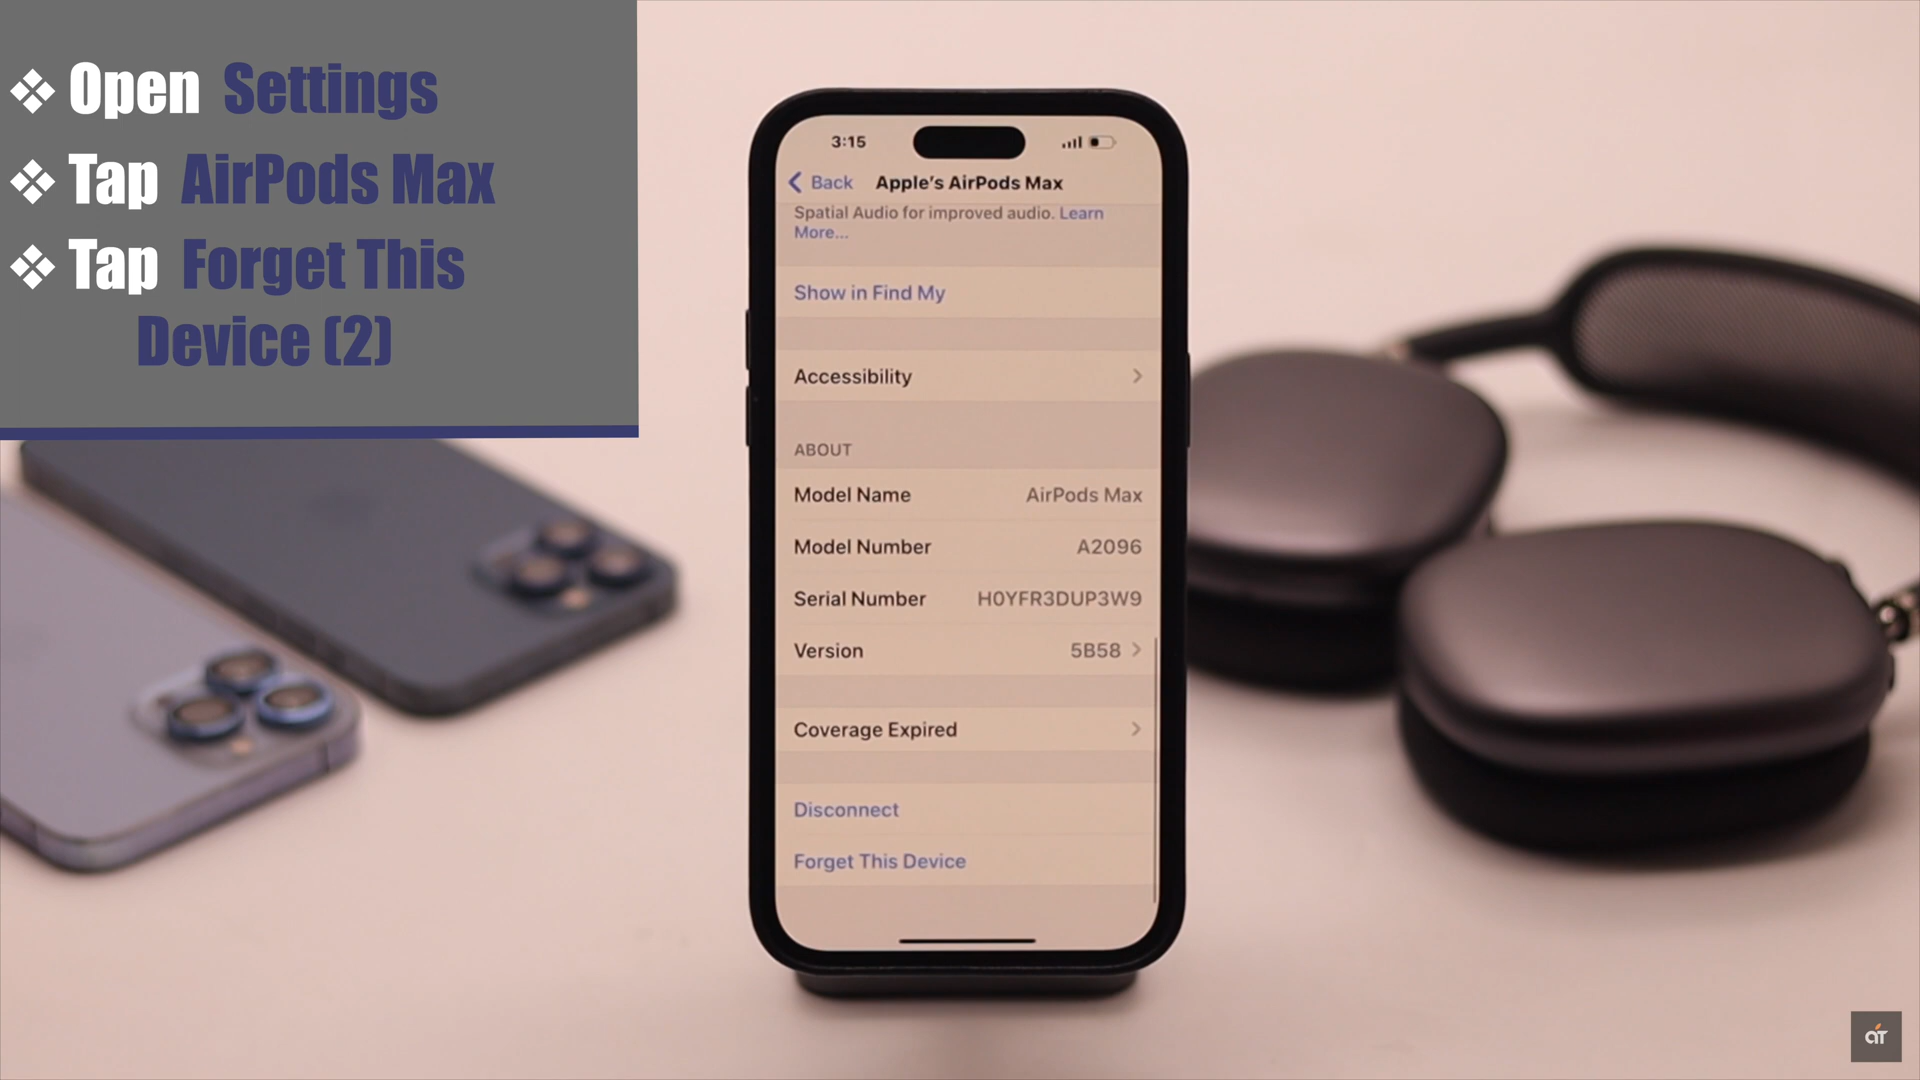 ❖ Open Settings
❖ Tap AirPods Max
❖ Tap Forget This
Device (2)
3:15
Back Apple's AirPods Max
Spatial Audio for improved audio. Learn
More...
Show in Find My
Accessibility
ABOUT
Model Name AirPods Max
Model Number A2096
Serial Number H0YFR3DUP3W9
Version 5B58
Coverage Expired
Disconnect
Forget This Device
aT